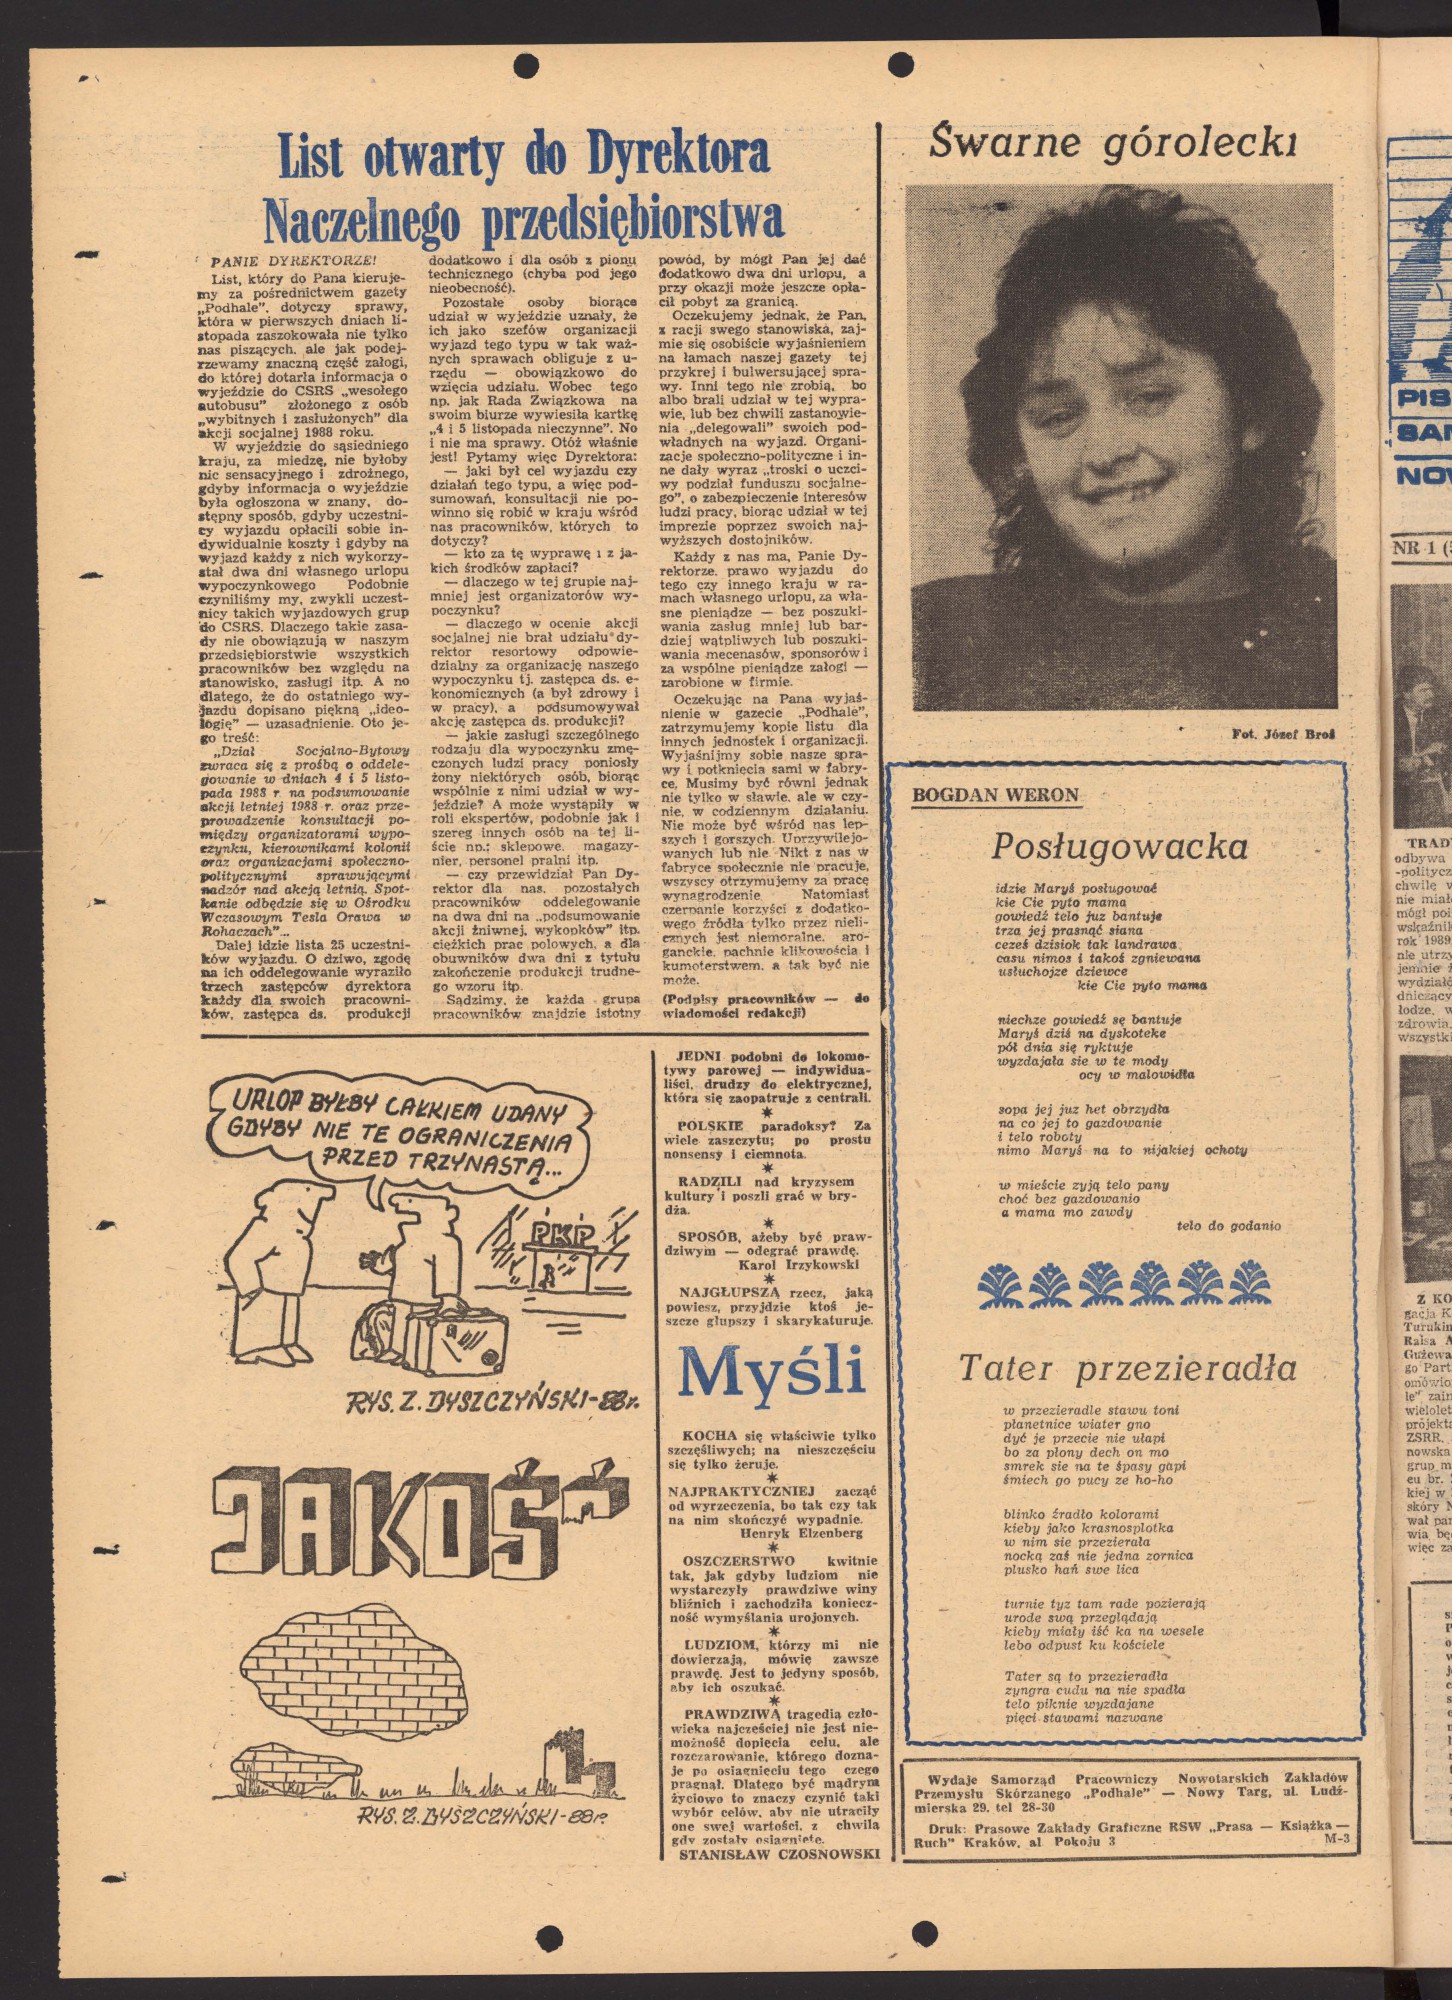 List otwarty do Dyrektora
Naczelnego przedsiębiorstwa
PANIE DYREKTORZE!
List, który do Pana kieruje-
my za pośrednictwem gazety
„Podhale". dotyczy sprawy,
która w pierwszych dniach li-
stopada zaszokowała nie tylko
nas piszących, ale jak podej-
rzewamy znaczną część załogi,
do której dotarła informacja o
wyjeździe do CSRS „wesołego
autobusu" złożonego z osób
„wybitnych i zasłużonych" dla
akcji socjalnej 1988 roku.
W wyjeździe do sąsiedniego
kraju, za miedzę, nie byłoby
nic sensacyjnego i zdrożnego,
gdyby informacja o wyjeździe
była ogłoszona w znany, do-
stępny sposób, gdyby uczestni-
cy wyjazdu opłacili sobie in-
dywidualnie koszty i gdyby na
wyjazd każdy z nich wykorzy-
stał dwa dni własnego urlopu
wypoczynkowego Podobnie
czyniliśmy my, zwykli uczest-
nicy takich wyjazdowych grup
do CSRS. Dlaczego takie zasa-
dy nie obowiązują w naszym
przedsiębiorstwie wszystkich
pracowników bez względu na
stanowisko, zasługi itp. A no
dlatego, że do ostatniego wy-
jazdu dopisano piękną „ideo-
logię" — uzasadnienie. Oto je-
go treść:
„Dział Socjalno-Bytowy
zwraca się z prośbą o oddele-
gowanie w dniach 4 i 5 listo-
pada 1988 r. na podsumowanie
akcji letniej 1988 r. oraz prze-
prowadzenie konsultacji po-
między organizatorami wypo-
czynku, kierownikami kolonii
oraz organizacjami społeczno-
politycznymi sprawującymi
nadzór nad akcją letnią. Spot-
kanie odbędzie się w Ośrodku
Wczasowym Tesla Orawa w
Rohaczach"...
Dalej idzie lista 25 uczestni-
ków wyjazdu. O dziwo, zgodę
na ich oddelegowanie wyraziło
trzech zastępców dyrektora
każdy dla swoich pracowni-
ków, zastępca ds. produkcji
dodatkowo i dla osób z pionu
technicznego (chyba pod jego
nieobecność).
Pozostałe osoby biorące
udział w wyjeździe uznały, że
ich jako szefów organizacji
wyjazd tego typu w tak waż-
nych sprawach obliguje z u-
rzędu — obowiązkowo do
wzięcia udziału. Wobec tego
np. jak Rada Związkowa na
swoim biurze wywiesiła kartkę
„4 i 5 listopada nieczynne". No
i nie ma sprawy. Otóż właśnie
jest! Pytamy więc Dyrektora:
— jaki był cel wyjazdu czy
działań tego typu, a więc pod-
sumowań, konsultacji nie po-
winno się robić w kraju wśród
nas pracowników, których to
dotyczy?
— kto za tę wyprawę i z ja-
kich środków zapłaci?
— dlaczego w tej grupie naj-
mniej jest organizatorów wy-
poczynku?
— dlaczego w ocenie akcji
socjalnej nie brał udziału dy-
rektor resortowy odpowie-
dzialny za organizację naszego
wypoczynku tj. zastępca ds. e-
konomicznych (a był zdrowy i
w pracy), a podsumowywał
akcję zastępca ds. produkcji?
— jakie zasługi szczególnego
rodzaju dla wypoczynku zmę-
czonych ludzi pracy poniosły
żony niektórych osób, biorąc
wspólnie z nimi udział w wy-
jeździe? A może wystąpiły w
roli ekspertów, podobnie jak i
szereg innych osób na tej li-
ście np.: sklepowe. magazy-
nier, personel pralni itp.
— czy przewidział Pan Dy-
rektor dla nas, pozostałych
pracowników oddelegowanie
na dwa dni na „podsumowanie
akcji żniwnej, wykopków" itp.
ciężkich prac polowych, a dla
obuwników dwa dni z tytułu
zakończenie produkcji trudne-
go wzoru itp.
Sądzimy, że każda grupa
pracowników znajdzie istotny
powód, by mógł Pan jej dać
dodatkowo dwa dni urlopu, a
przy okazji może jeszcze opła-
cił pobyt za granicą.
Oczekujemy jednak, że Pan,
z racji swego stanowiska, zaj-
mie się osobiście wyjaśnieniem
na łamach naszej gazety tej
przykrej i bulwersującej spra-
wy. Inni tego nie zrobią, bo
albo brali udział w tej wypra-
wie, lub bez chwili zastanowie-
nia „delegowali" swoich pod-
władnych na wyjazd. Organi-
zacje społeczno-polityczne i in-
ne dały wyraz „troski o uczci-
wy podział funduszu socjalne-
go", o zabezpieczenie interesów
ludzi pracy, biorąc udział w tej
imprezie poprzez swoich naj-
wyższych dostojników.
Każdy z nas ma, Panie Dy-
rektorze. prawo wyjazdu do
tego czy innego kraju w ra-
mach własnego urlopu, za wła-
sne pieniądze — bez poszuki-
wania zasług mniej lub bar-
dziej wątpliwych lub poszuki-
wania mecenasów, sponsorów i
za wspólne pieniądze załogi —
zarobione w firmie.
Oczekując na Pana wyjaś-
nienie w gazecie „Podhale",
zatrzymujemy kopie listu dla
innych jednostek i organizacji.
Wyjaśnijmy sobie nasze spra-
wy i potknięcia sami w fabry-
ce. Musimy być równi jednak
nie tylko w sławie, ale w czy-
nie, w codziennym działaniu.
Nie może być wśród nas lep-
szych i gorszych. Uprzywilejo-
wanych lub nie. Nikt z nas w
fabryce społecznie nie pracuje,
wszyscy otrzymujemy za pracę
wynagrodzenie Natomiast
czerpanie korzyści z dodatko-
wego źródła tylko przez nieli-
cznych jest niemoralne, aro-
ganckie, pachnie klikowością i
kumoterstwem, a tak być nie
może.
(Podpisy pracowników — do
wiadomości redakcji)
URLOP BYŁBY CAŁKIEM UDANY
GDYBY NIE TE OGRANICZENIA
PRZED TRZYNASTĄ...
PKP
RYS. Z. DYSZCZYŃSKI-88r.
JAKOŚĆ
RYS. Z. DYSZCZYŃSKI-88r.
JEDNI podobni do lokomo-
tywy parowej — indywidua-
liści, drudzy do elektrycznej,
która się zaopatruje z centrali.
★
POLSKIE paradoksy? Za
wiele zaszczytu; po prostu
nonsensy i ciemnota.
★
RADZILI nad kryzysem
kultury i poszli grać w bry-
dża.
★
SPOSÓB, ażeby być praw-
dziwym — odegrać prawdę.
Karol Irzykowski
★
NAJGŁUPSZĄ rzecz, jaką
powiesz, przyjdzie ktoś je-
szcze głupszy i skarykaturuje.
Myśli
KOCHA się właściwie tylko
szczęśliwych; na nieszczęściu
się tylko żeruje.
★
NAJPRAKTYCZNIEJ zacząć
od wyrzeczenia, bo tak czy tak
na nim skończyć wypadnie.
Henryk Elzenberg
★
OSZCZERSTWO kwitnie
tak, jak gdyby ludziom nie
wystarczyły prawdziwe winy
bliźnich i zachodziła koniecz-
ność wymyślania urojonych.
★
LUDZIOM, którzy mi nie
dowierzają, mówię zawsze
prawdę. Jest to jedyny sposób,
aby ich oszukać.
★
PRAWDZIWĄ tragedią czło-
wieka najczęściej nie jest nie-
możność dopięcia celu, ale
rozczarowanie, którego dozna-
je po osiągnięciu tego czego
pragnął. Dlatego być mądrym
życiowo to znaczy czynić taki
wybór celów, aby nie utraciły
one swej wartości, z chwila
gdy zostały osiągnięte.
STANISŁAW CZOSNOWSKI
Śwarne górolecki
Fot. Józef Broś
BOGDAN WERON
Posługowacka
idzie Maryś posługować
kie Cie pyto mama
gowiedź telo juz bantuje
trza jej prasnąć siana
ceześ dzisiok tak landrawa
casu nimos i takoś zgniewana
usłuchojze dziewce
kie Cie pyto mama
niechze gowiedź sę bantuje
Maryś dziś na dyskoteke
pół dnia się ryktuje
wyzdajała sie w te mody
ocy w malowidła
sopa jej juz het obrzydła
na co jej to gazdowanie
i telo roboty
nimo Maryś na to nijakiej ochoty
w mieście zyją telo pany
choć bez gazdowanio
a mama mo zawdy
telo do godanio
Tater przezieradła
w przezieradle stawu toni
płanetnice wiater gno
dyć je przecie nie ułapi
bo za płony dech on mo
smrek sie na te śpasy gapi
śmiech go pucy ze ho-ho
blinko źradło kolorami
kieby jako krasnosplotka
w nim sie przezierała
nocką zaś nie jedna zornica
plusko hań swe lica
turnie tyz tam rade pozierają
urode swą przeglądają
kieby miały iść ka na wesele
lebo odpust ku kościele
Tater są to przezieradła
zyngra cudu na nie spadła
telo piknie wyzdajane
pięci stawami nazwane
Wydaje Samorząd Pracowniczy Nowotarskich Zakładów
Przemysłu Skórzanego „Podhale" — Nowy Targ, ul. Ludź-
mierska 29. tel 28-30
Druk: Prasowe Zakłady Graficzne RSW „Prasa — Książka —
Ruch" Kraków, al Pokoju 3 M-3
NR 1